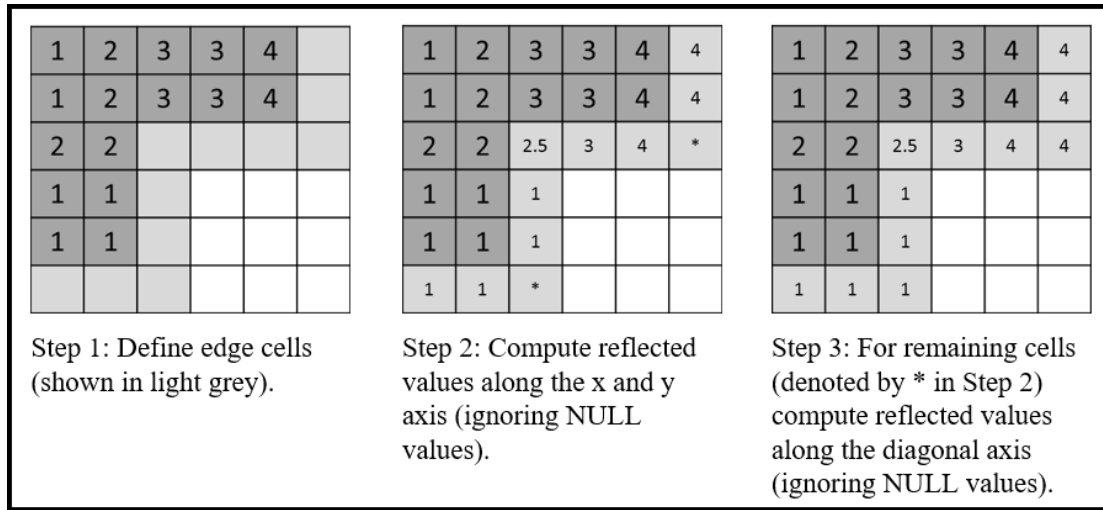 1 2 3 3 4
1 2 3 3 4
2 2
1 1
1 1
Step 1: Define edge cells
(shown in light grey).
1 2 3 3 4 4
1 2 3 3 4 4
2 2 2.5 3 4 *
1 1 1
1 1 1
1 1 *
Step 2: Compute reflected
values along the x and y
axis (ignoring NULL
values).
1 2 3 3 4 4
1 2 3 3 4 4
2 2 2.5 3 4 4
1 1 1
1 1 1
1 1 1
Step 3: For remaining cells
(denoted by * in Step 2)
compute reflected values
along the diagonal axis
(ignoring NULL values).